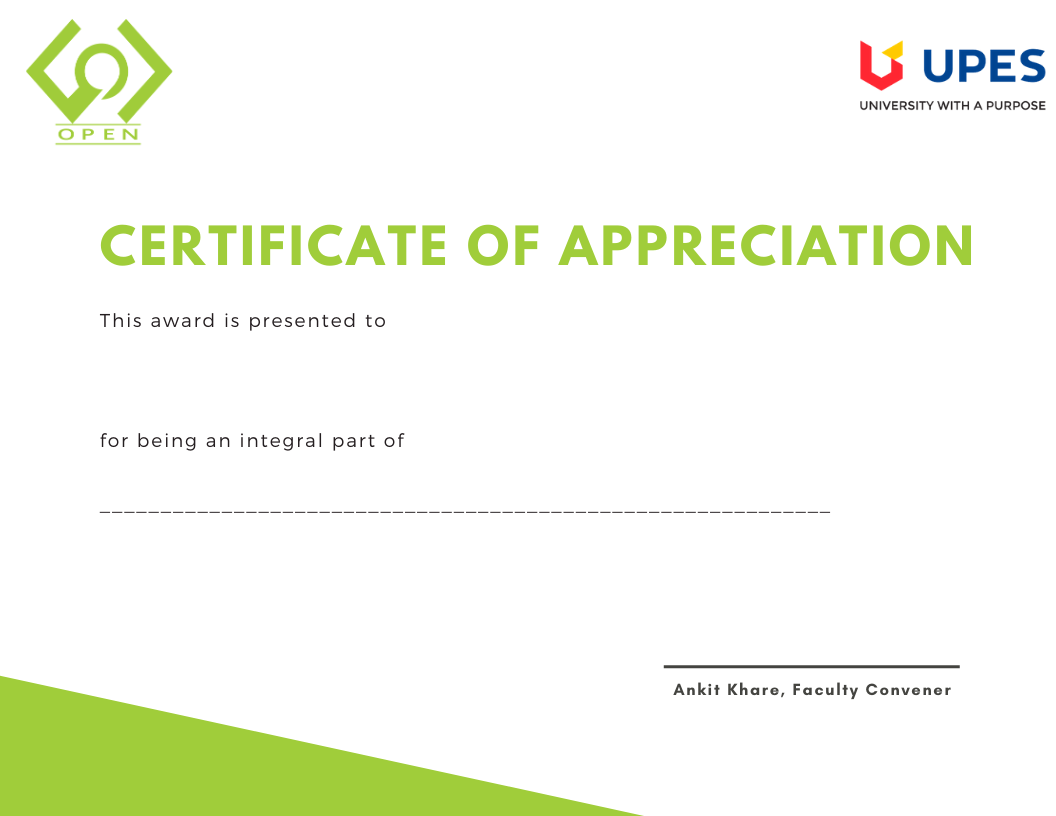 OPEN
UPES
UNIVERSITY WITH A PURPOSE
CERTIFICATE OF APPRECIATION
This award is presented to
for being an integral part of
____________________________________________________________
Ankit Khare, Faculty Convener